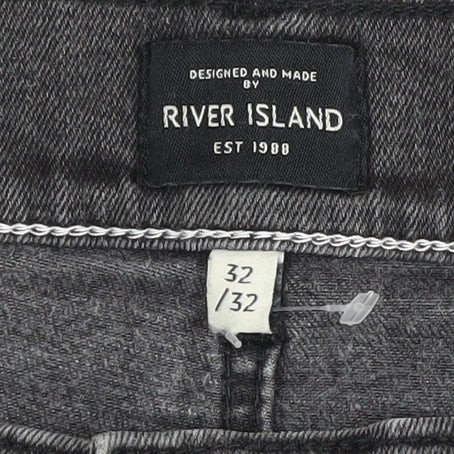 DESIGNED AND MADE
BY
RIVER ISLAND
EST 1988
32
/32